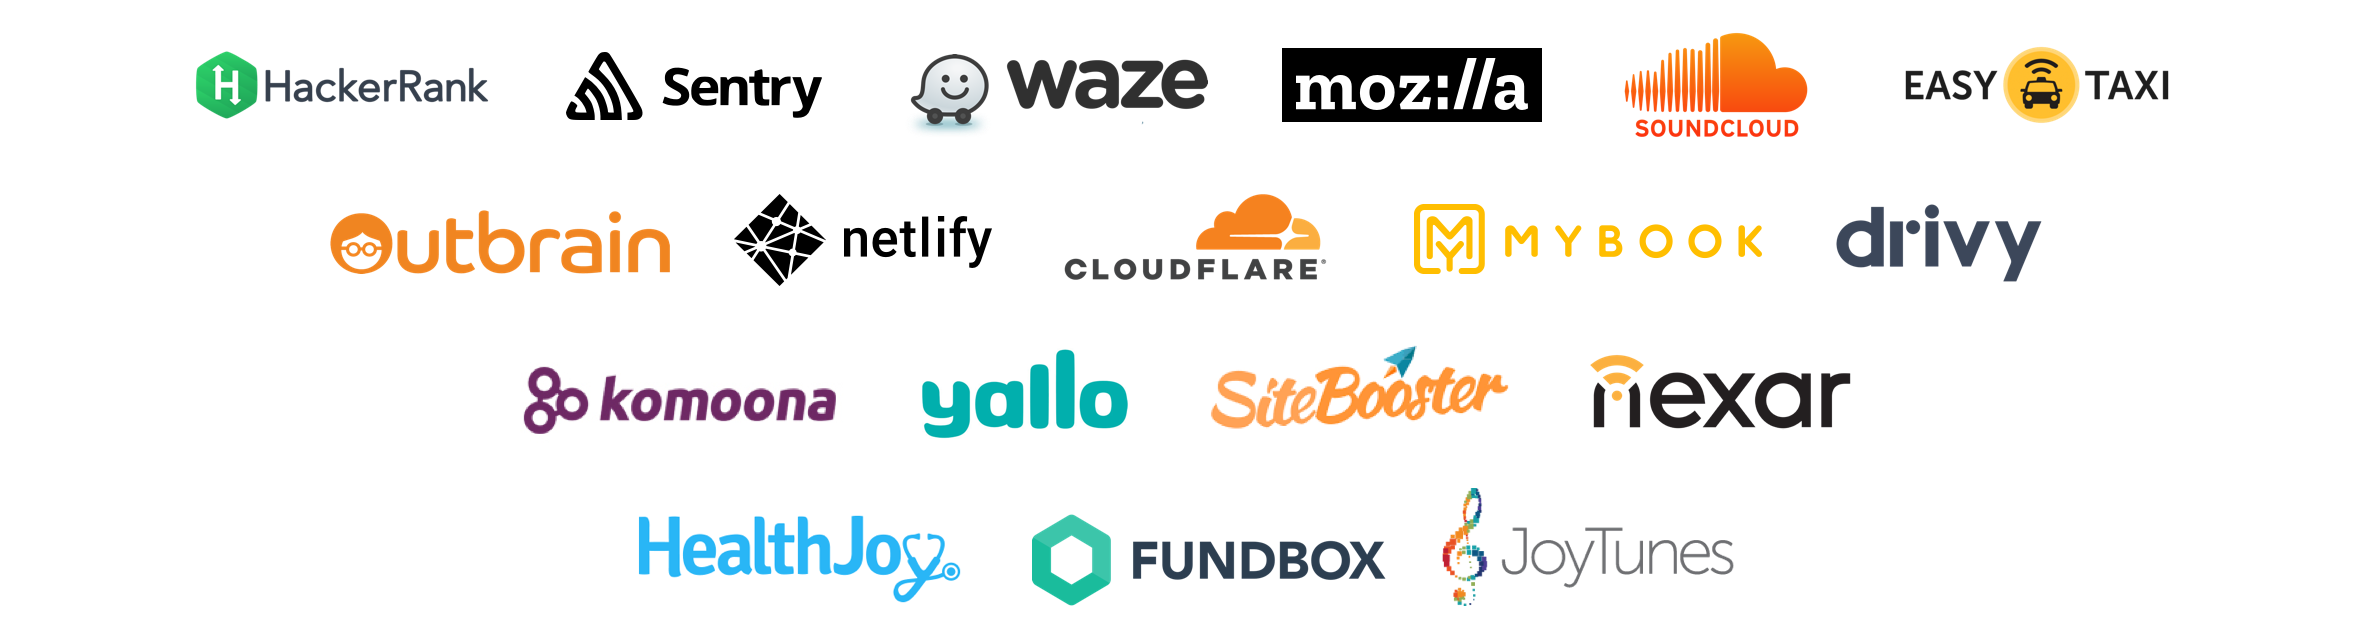 HackerRank Sentry waze moz://a SOUNDCLOUD EASY TAXI
Outbrain netlify CLOUDFLARE® MYBOOK drivy
komoona yallo SiteBooster nexar
HealthJoy FUNDBOX JoyTunes